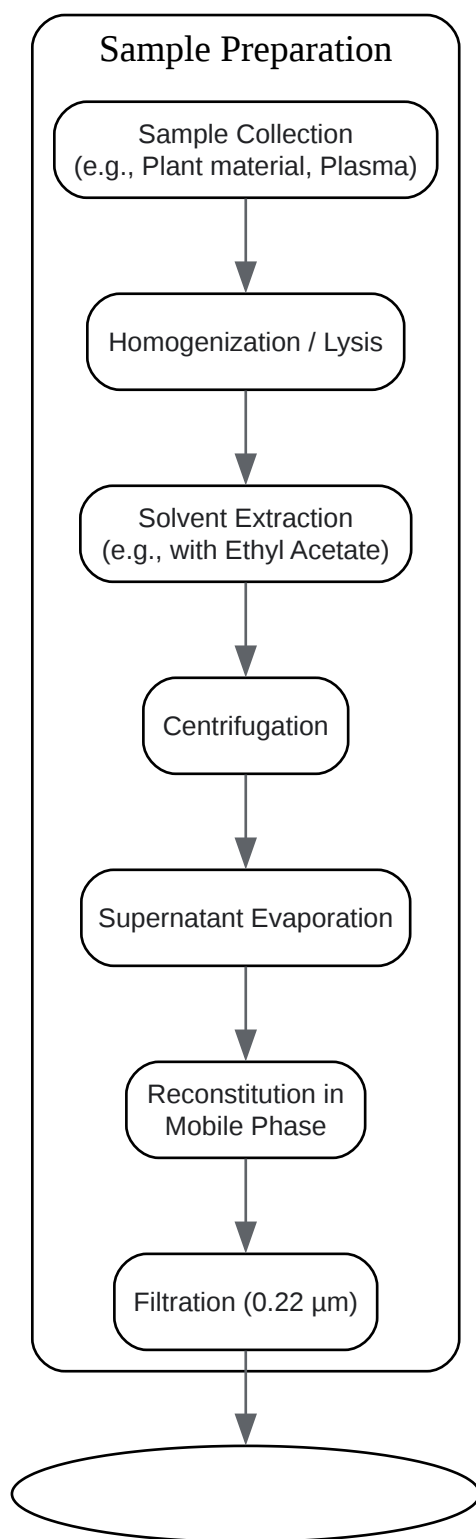 Sample Preparation
Sample Collection
(e.g., Plant material, Plasma)
Homogenization / Lysis
Solvent Extraction
(e.g., with Ethyl Acetate)
Centrifugation
Supernatant Evaporation
Reconstitution in
Mobile Phase
Filtration (0.22 µm)